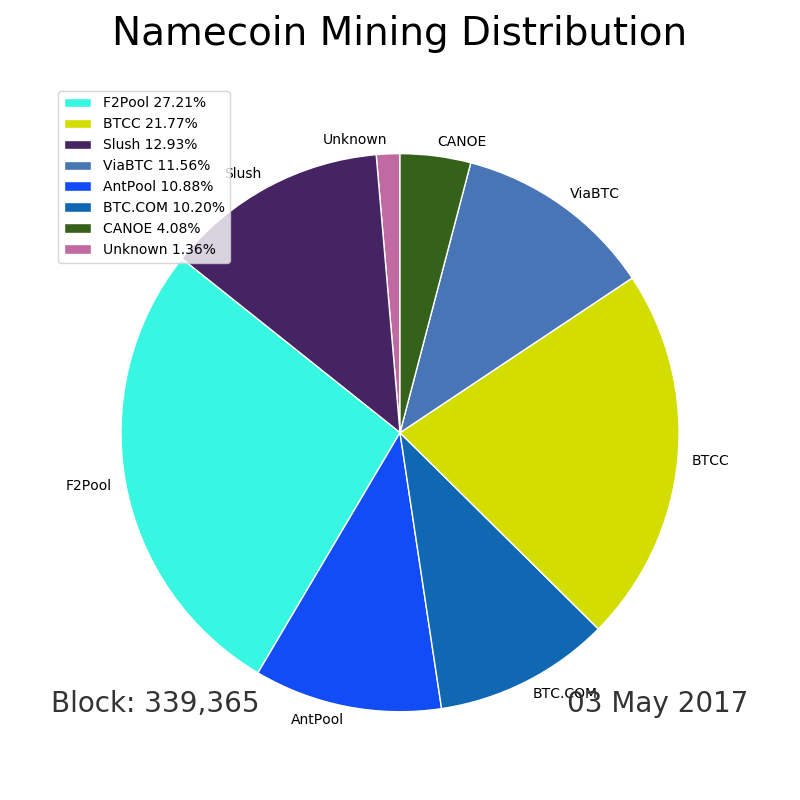 Namecoin Mining Distribution
F2Pool 27.21%
BTCC 21.77%
Slush 12.93%
ViaBTC 11.56%
AntPool 10.88%
BTC.COM 10.20%
CANOE 4.08%
Unknown 1.36%
Unknown
CANOE
Slush
ViaBTC
BTCC
F2Pool
BTC.COM
AntPool
Block: 339,365
03 May 2017